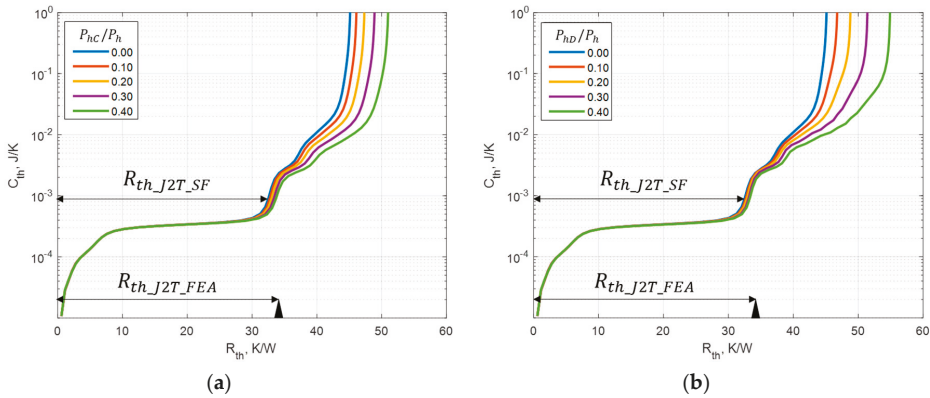 P_hC/P_h
0.00
0.10
0.20
0.30
0.40
10^0
10^-1
10^-2
10^-3
10^-4
C_th, J/K
R_th_J2T_SF
R_th_J2T_FEA
0 10 20 30 40 50 60
R_th, K/W
(a)
P_hD/P_h
0.00
0.10
0.20
0.30
0.40
10^0
10^-1
10^-2
10^-3
10^-4
C_th, J/K
R_th_J2T_SF
R_th_J2T_FEA
0 10 20 30 40 50 60
R_th, K/W
(b)